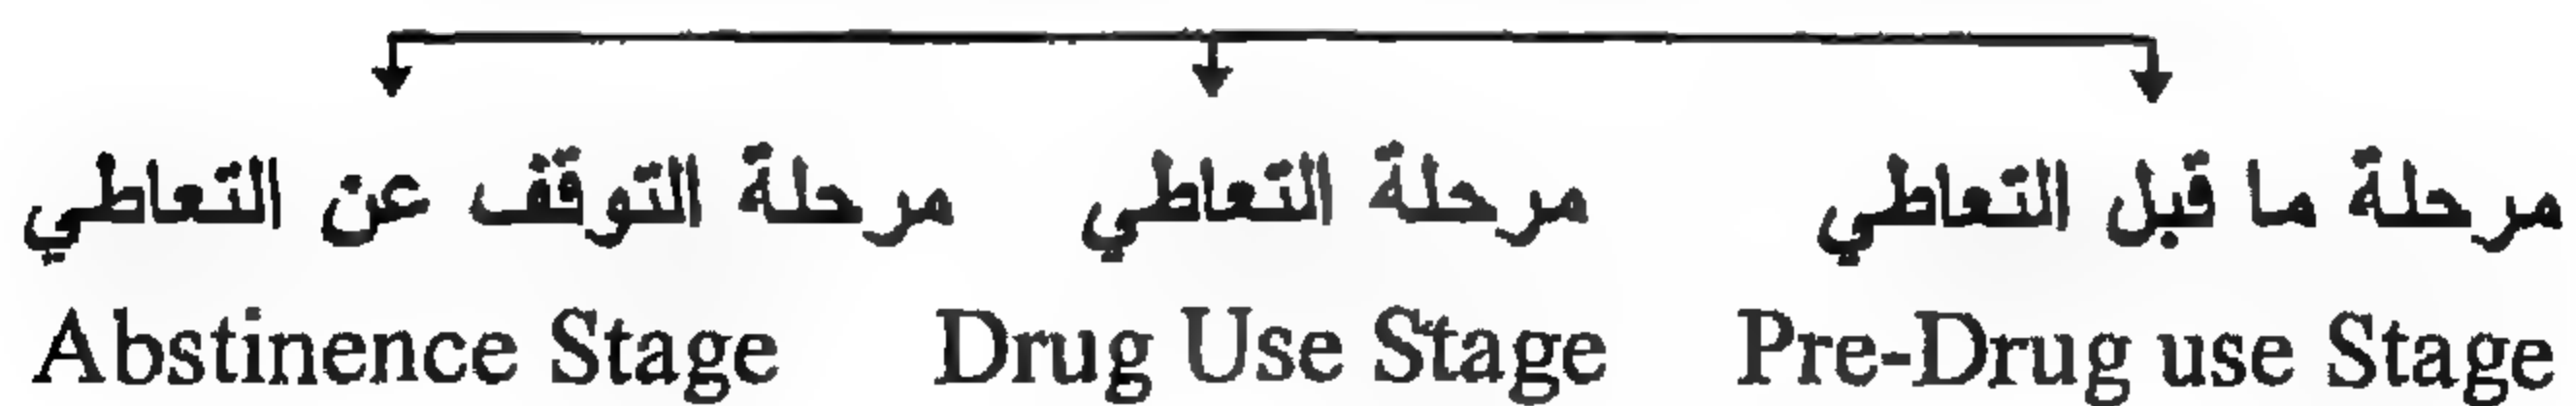 مرحلة ما قبل التعاطي مرحلة التعاطي مرحلة التوقف عن التعاطي
Abstinence Stage Drug Use Stage Pre-Drug use Stage